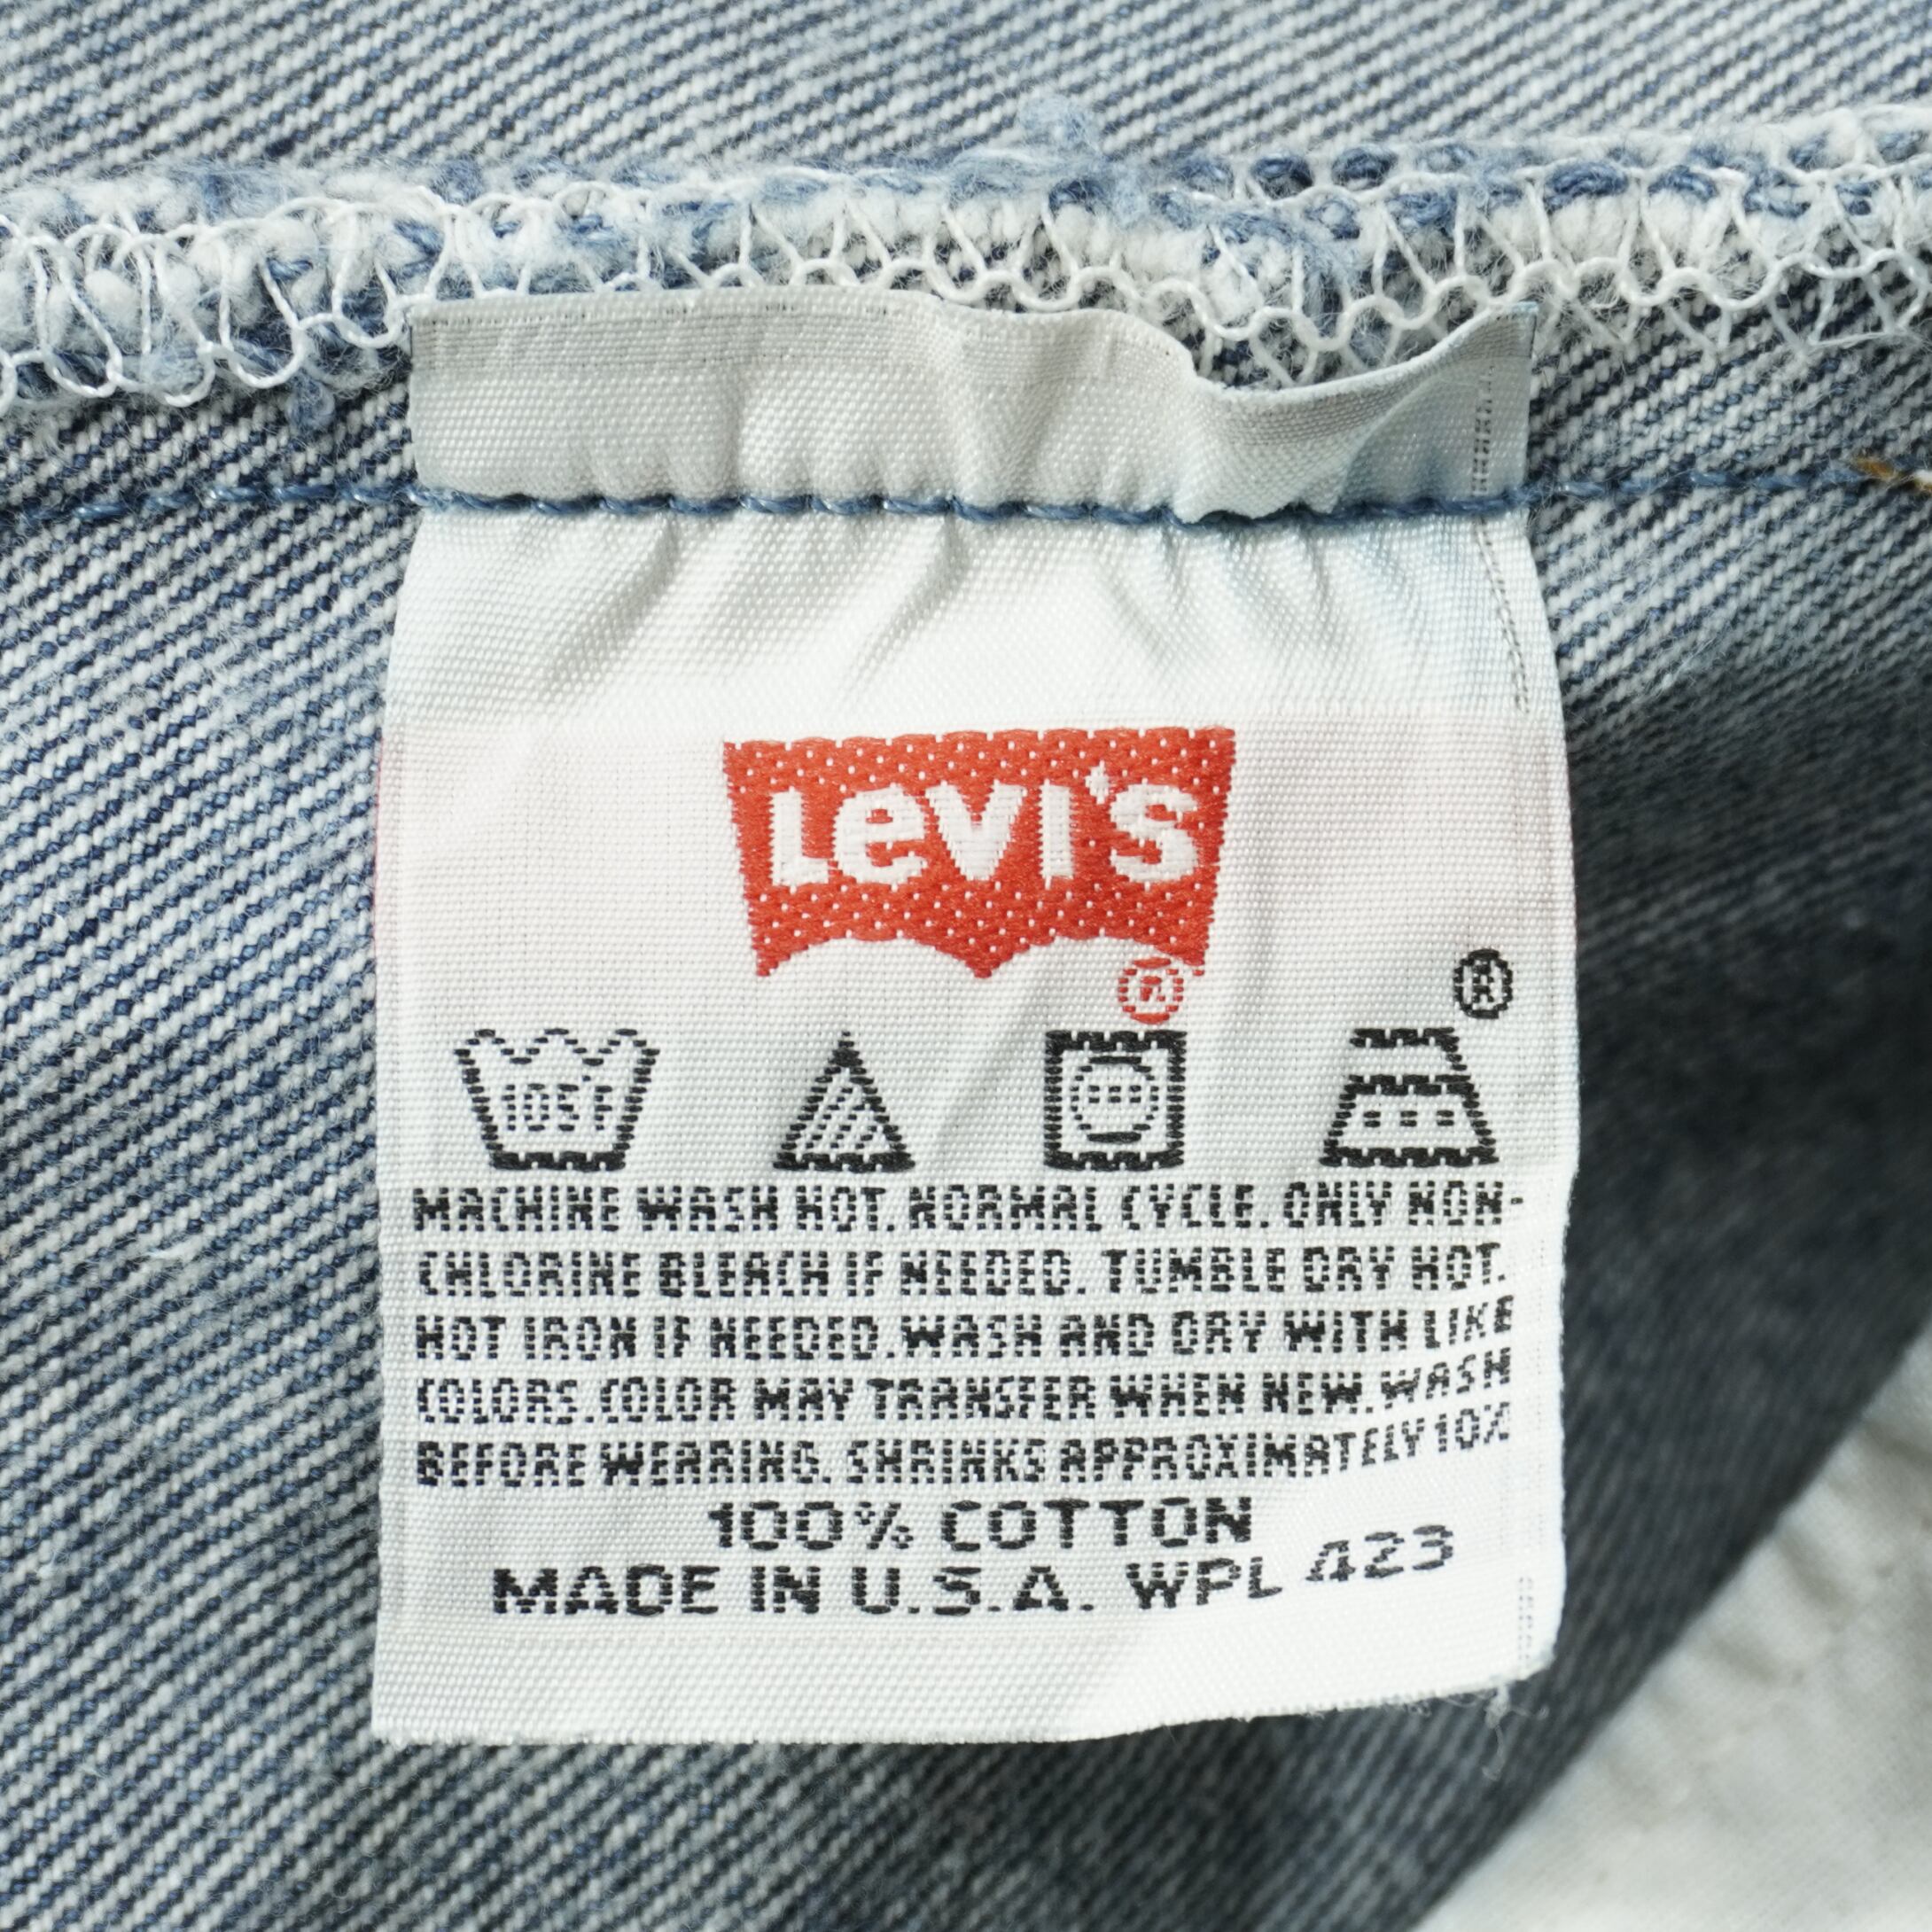 Levi's
®
®
105°F
MACHINE WASH HOT. NORMAL CYCLE. ONLY NON-
CHLORINE BLEACH IF NEEDED. TUMBLE DRY HOT.
HOT IRON IF NEEDED. WASH AND DRY WITH LIKE
COLORS. COLOR MAY TRANSFER WHEN NEW. WASH
BEFORE WEARING. SHRINKS APPROXIMATELY 10%
100% COTTON
MADE IN U.S.A. WPL 423